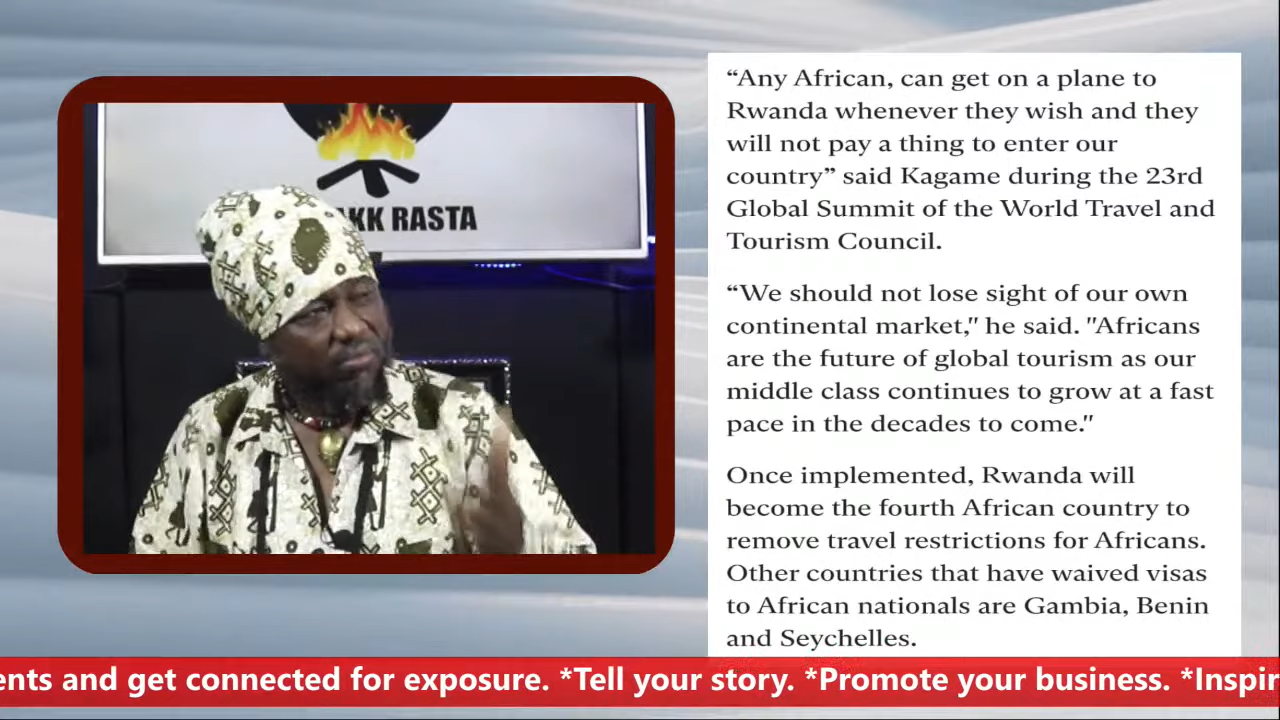 KK RASTA
“Any African, can get on a plane to
Rwanda whenever they wish and they
will not pay a thing to enter our
country” said Kagame during the 23rd
Global Summit of the World Travel and
Tourism Council.
“We should not lose sight of our own
continental market," he said. "Africans
are the future of global tourism as our
middle class continues to grow at a fast
pace in the decades to come."
Once implemented, Rwanda will
become the fourth African country to
remove travel restrictions for Africans.
Other countries that have waived visas
to African nationals are Gambia, Benin
and Seychelles.
ents and get connected for exposure. *Tell your story. *Promote your business. *Inspir